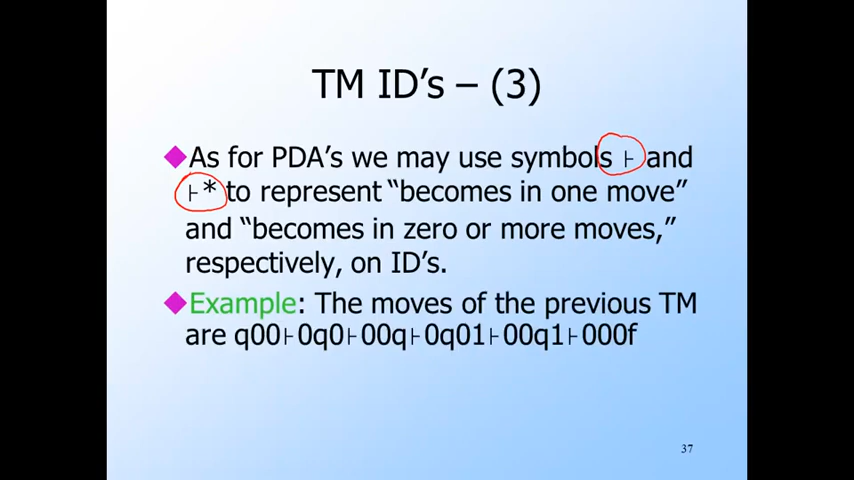 TM ID’s – (3)
◆As for PDA’s we may use symbols ⊦ and
⊦* to represent “becomes in one move”
and “becomes in zero or more moves,”
respectively, on ID’s.
◆Example: The moves of the previous TM
are q00⊦0q0⊦00q⊦0q01⊦00q1⊦000f
37